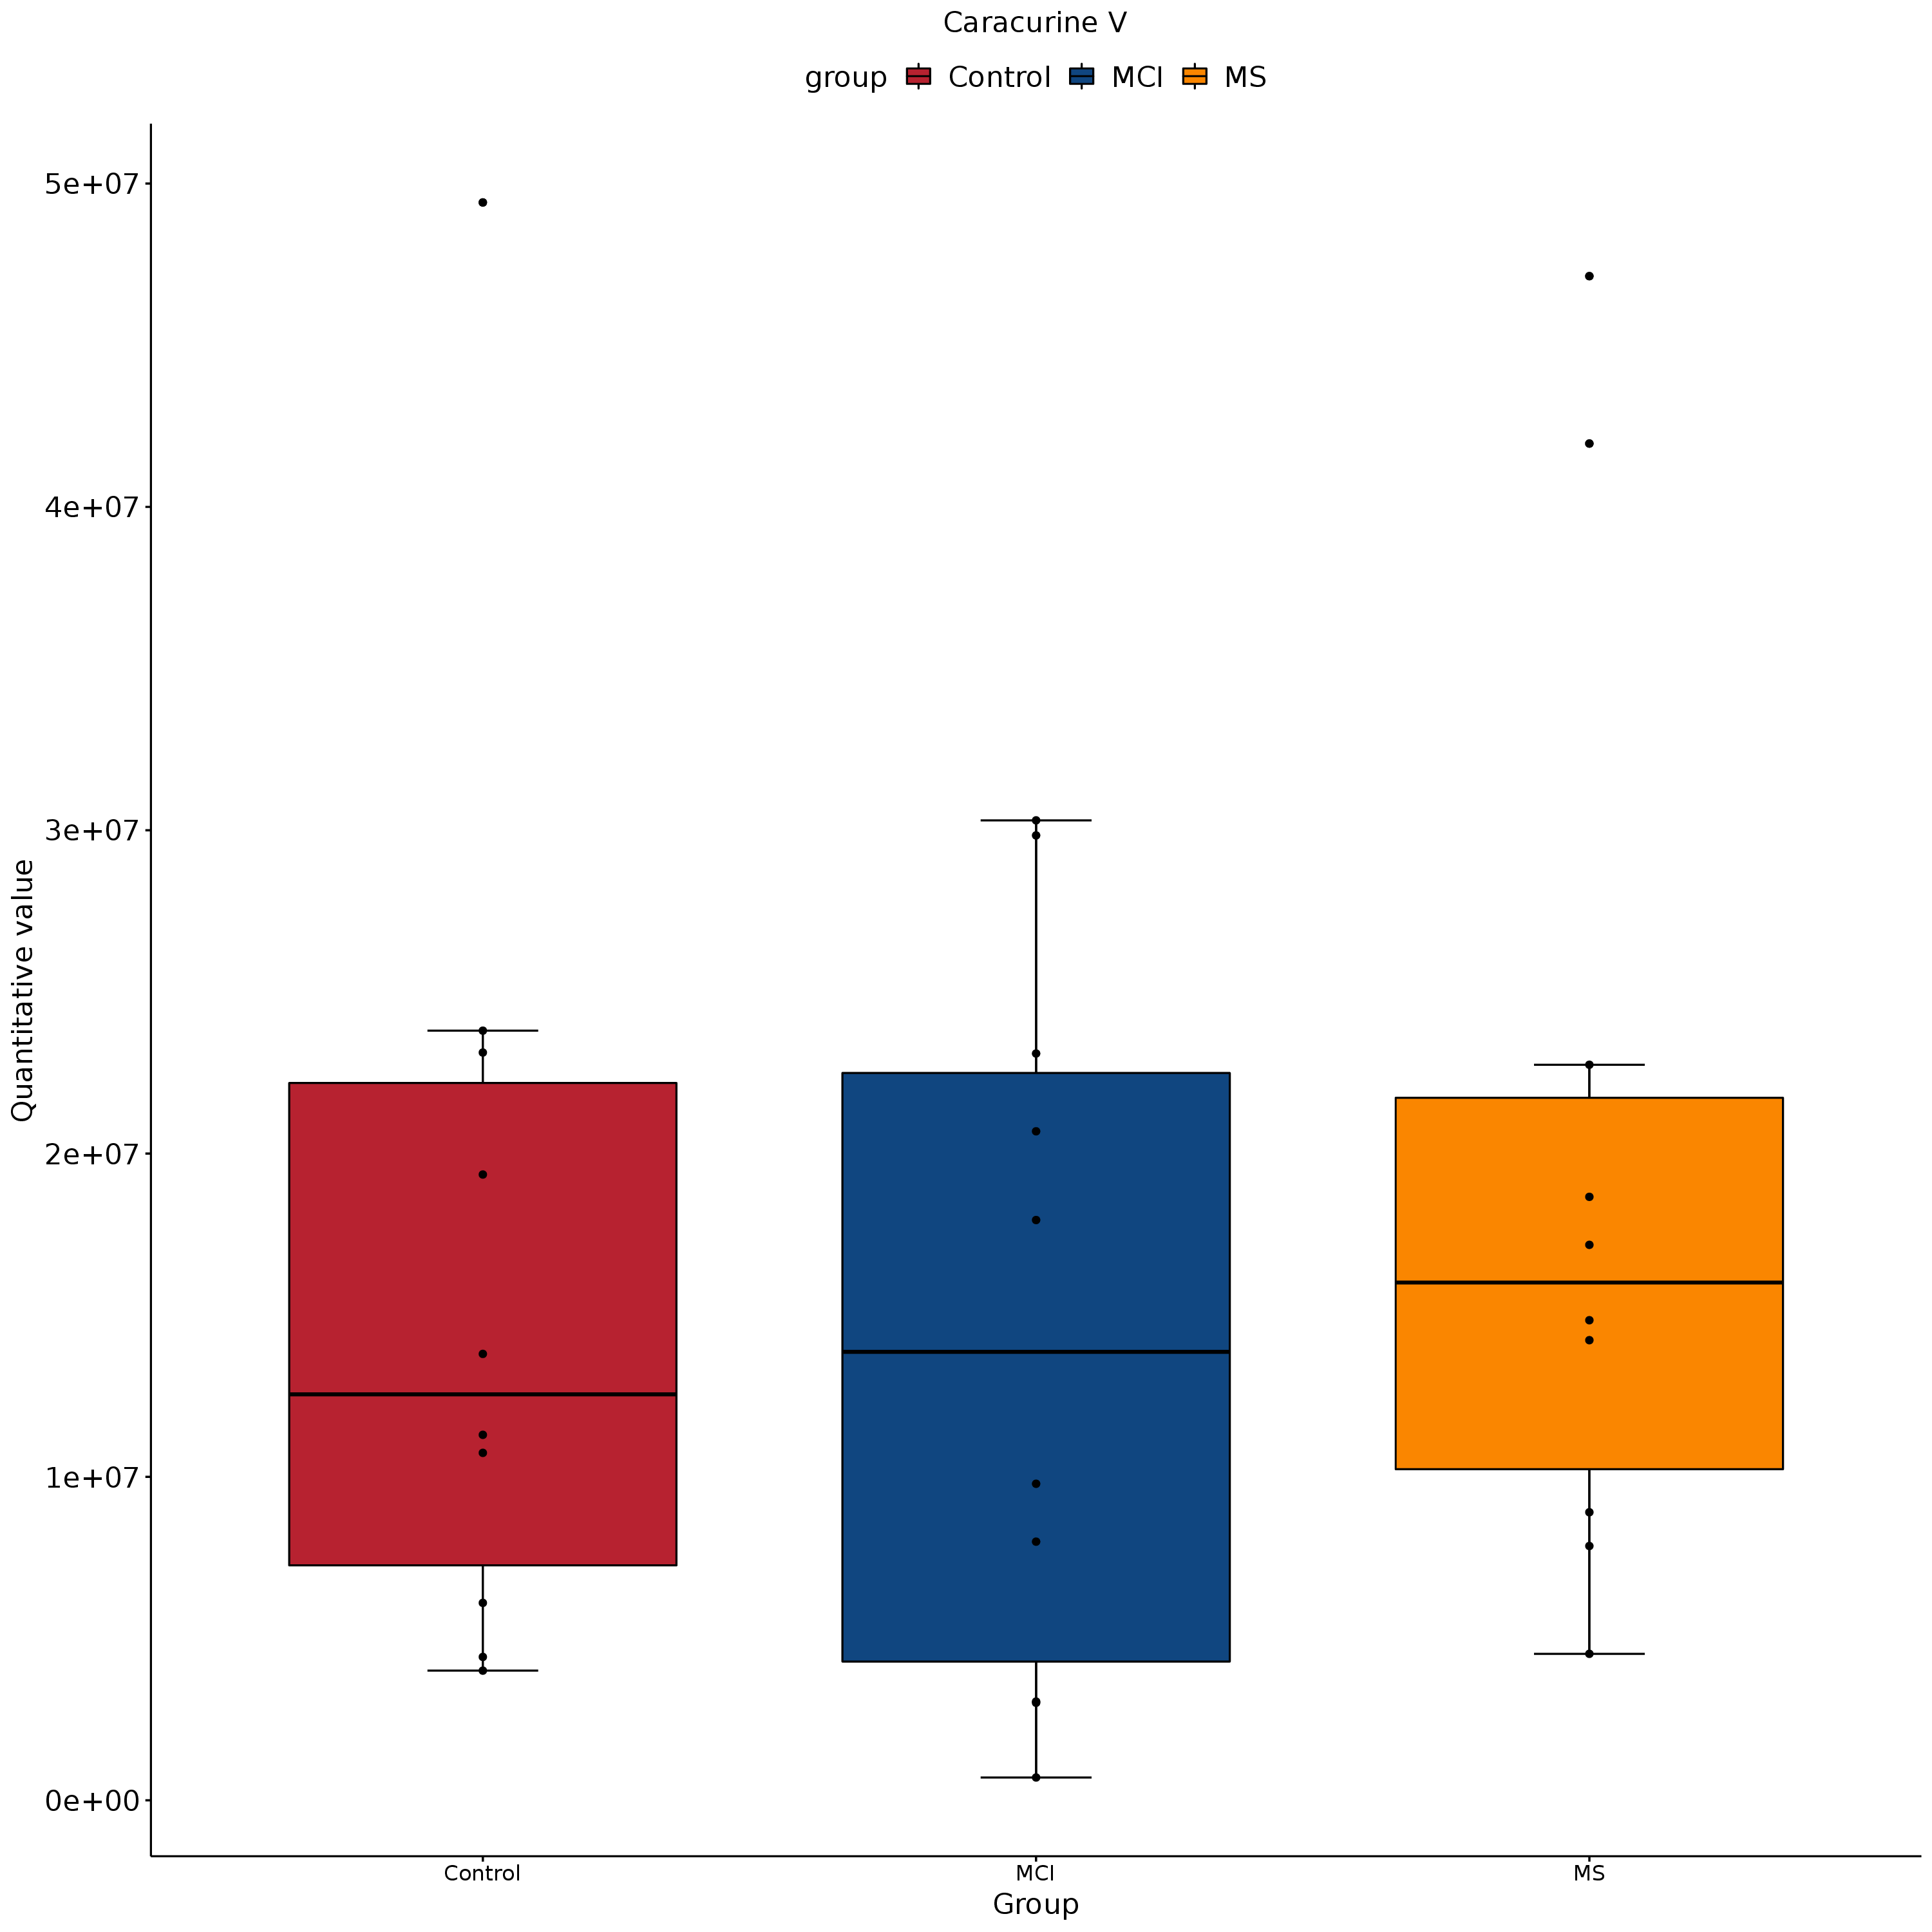 Caracurine V
group Control MCI MS
Quantitative value
5e+07
4e+07
3e+07
2e+07
1e+07
0e+00
Control MCI MS
Group